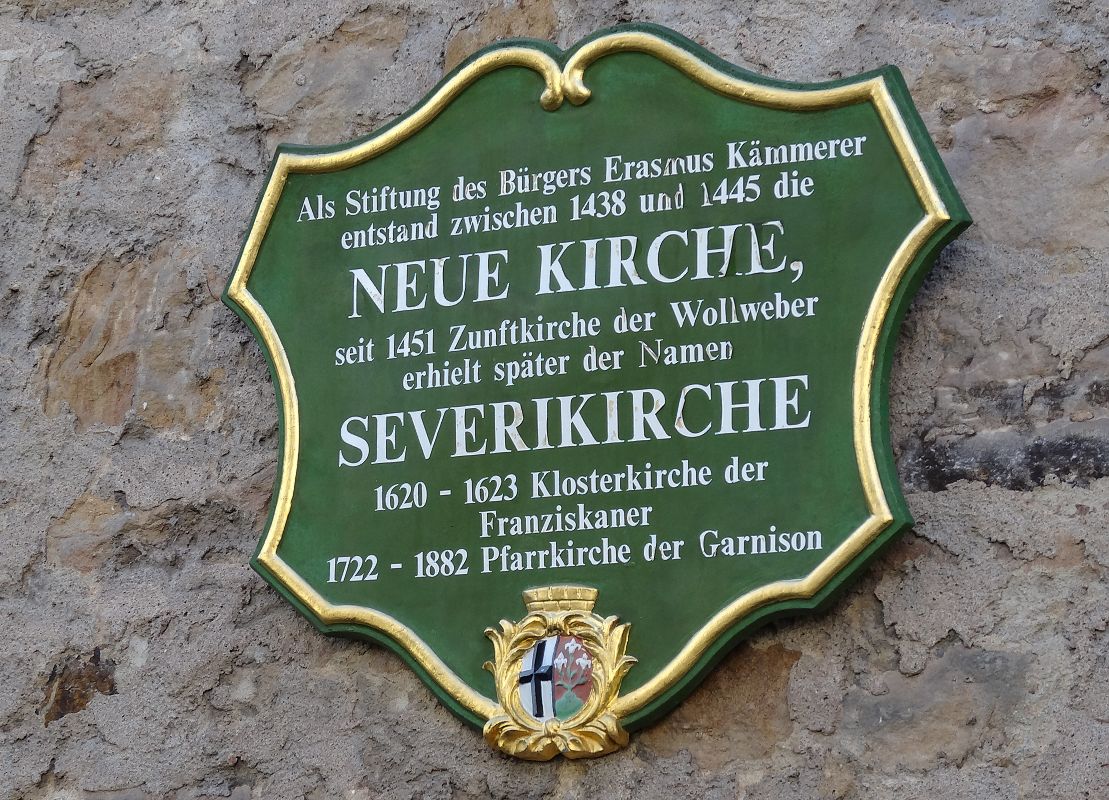 Als Stiftung des Bürgers Erasmus Kämmerer
entstand zwischen 1438 und 1445 die
NEUE KIRCHE,
seit 1451 Zunftkirche der Wollweber
erhielt später der Namen
SEVERIKIRCHE
1620 - 1623 Klosterkirche der
Franziskaner
1722 - 1882 Pfarrkirche der Garnison